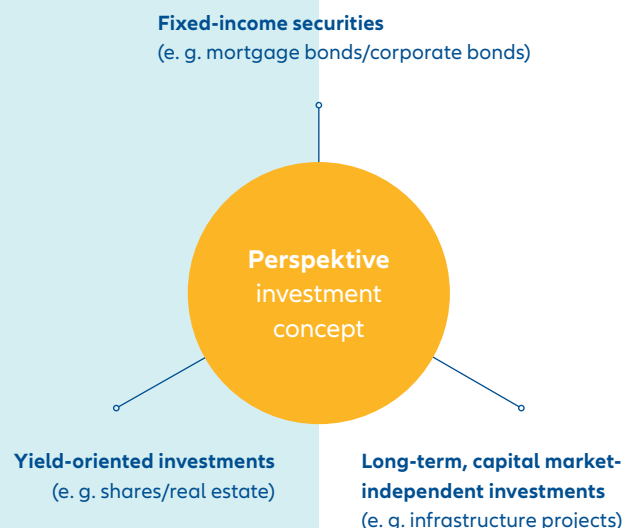 Fixed-income securities
(e. g. mortgage bonds/corporate bonds)
Perspektive
investment
concept
Yield-oriented investments
(e. g. shares/real estate)
Long-term, capital market-
independent investments
(e. g. infrastructure projects)